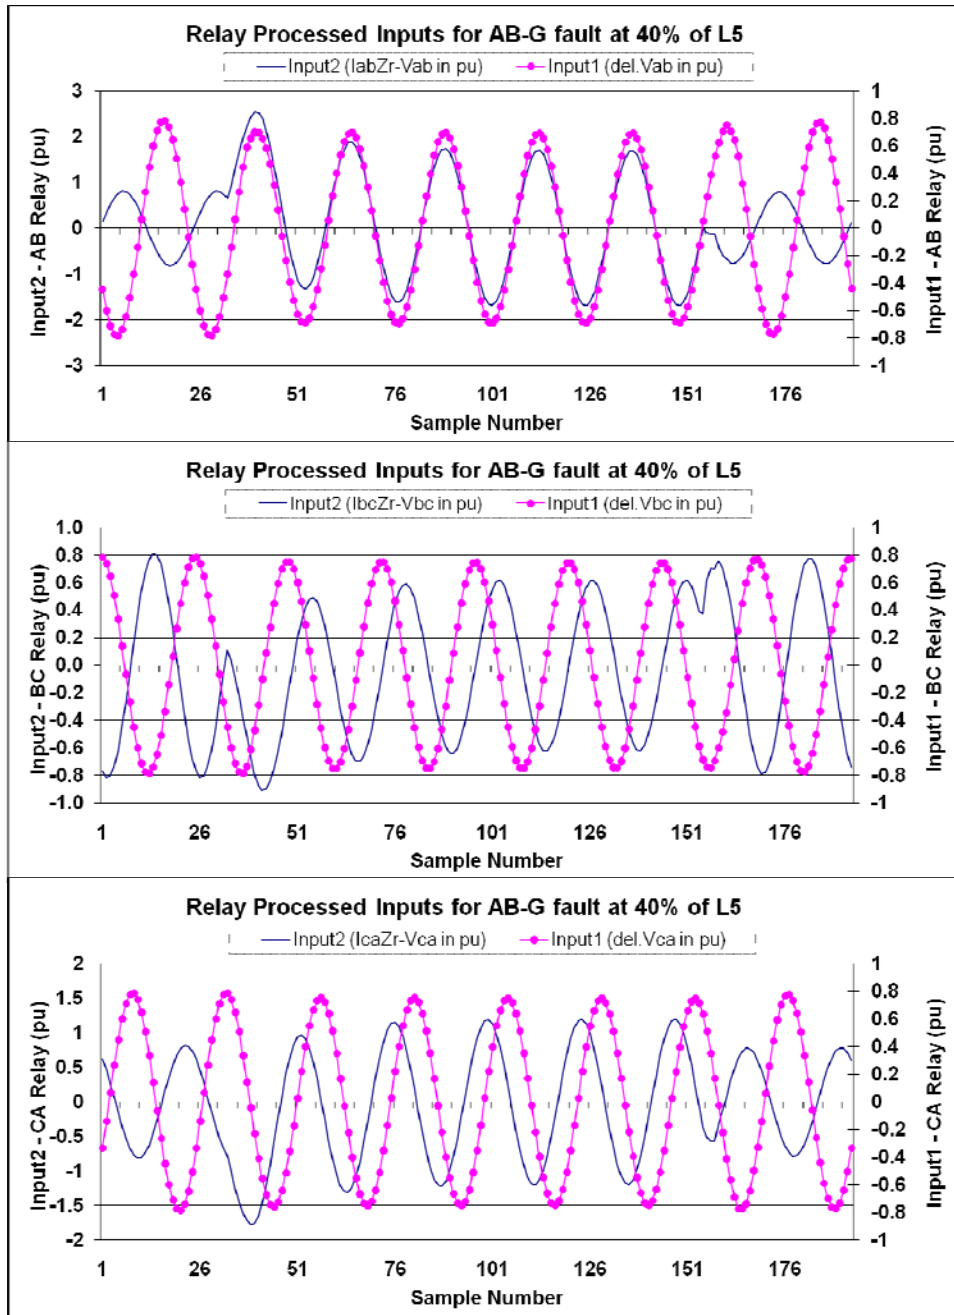 Relay Processed Inputs for AB-G fault at 40% of L5
Input2 (IabZr-Vab in pu) Input1 (del.Vab in pu)
3 1
0.8
2 0.6
0.4
1 0.2
0 0
-0.2
-1 -0.4
-0.6
-2 -0.8
-3 -1
Input2 - AB Relay (pu)
Input1 - AB Relay (pu)
1 26 51 76 101 126 151 176
Sample Number
Relay Processed Inputs for AB-G fault at 40% of L5
Input2 (IbcZr-Vbc in pu) Input1 (del.Vbc in pu)
1.0 1
0.8 0.8
0.6 0.6
0.4 0.4
0.2 0.2
0.0 0
-0.2 -0.2
-0.4 -0.4
-0.6 -0.6
-0.8 -0.8
-1.0 -1
Input2 - BC Relay (pu)
Input1 - BC Relay (pu)
1 26 51 76 101 126 151 176
Sample Number
Relay Processed Inputs for AB-G fault at 40% of L5
Input2 (IcaZr-Vca in pu) Input1 (del.Vca in pu)
2 1
1.5 0.8
0.6
1 0.4
0.5 0.2
0 0
-0.2
-0.5 -0.4
-1 -0.6
-1.5 -0.8
-2 -1
Input2 - CA Relay (pu)
Input1 - CA Relay (pu)
1 26 51 76 101 126 151 176
Sample Number